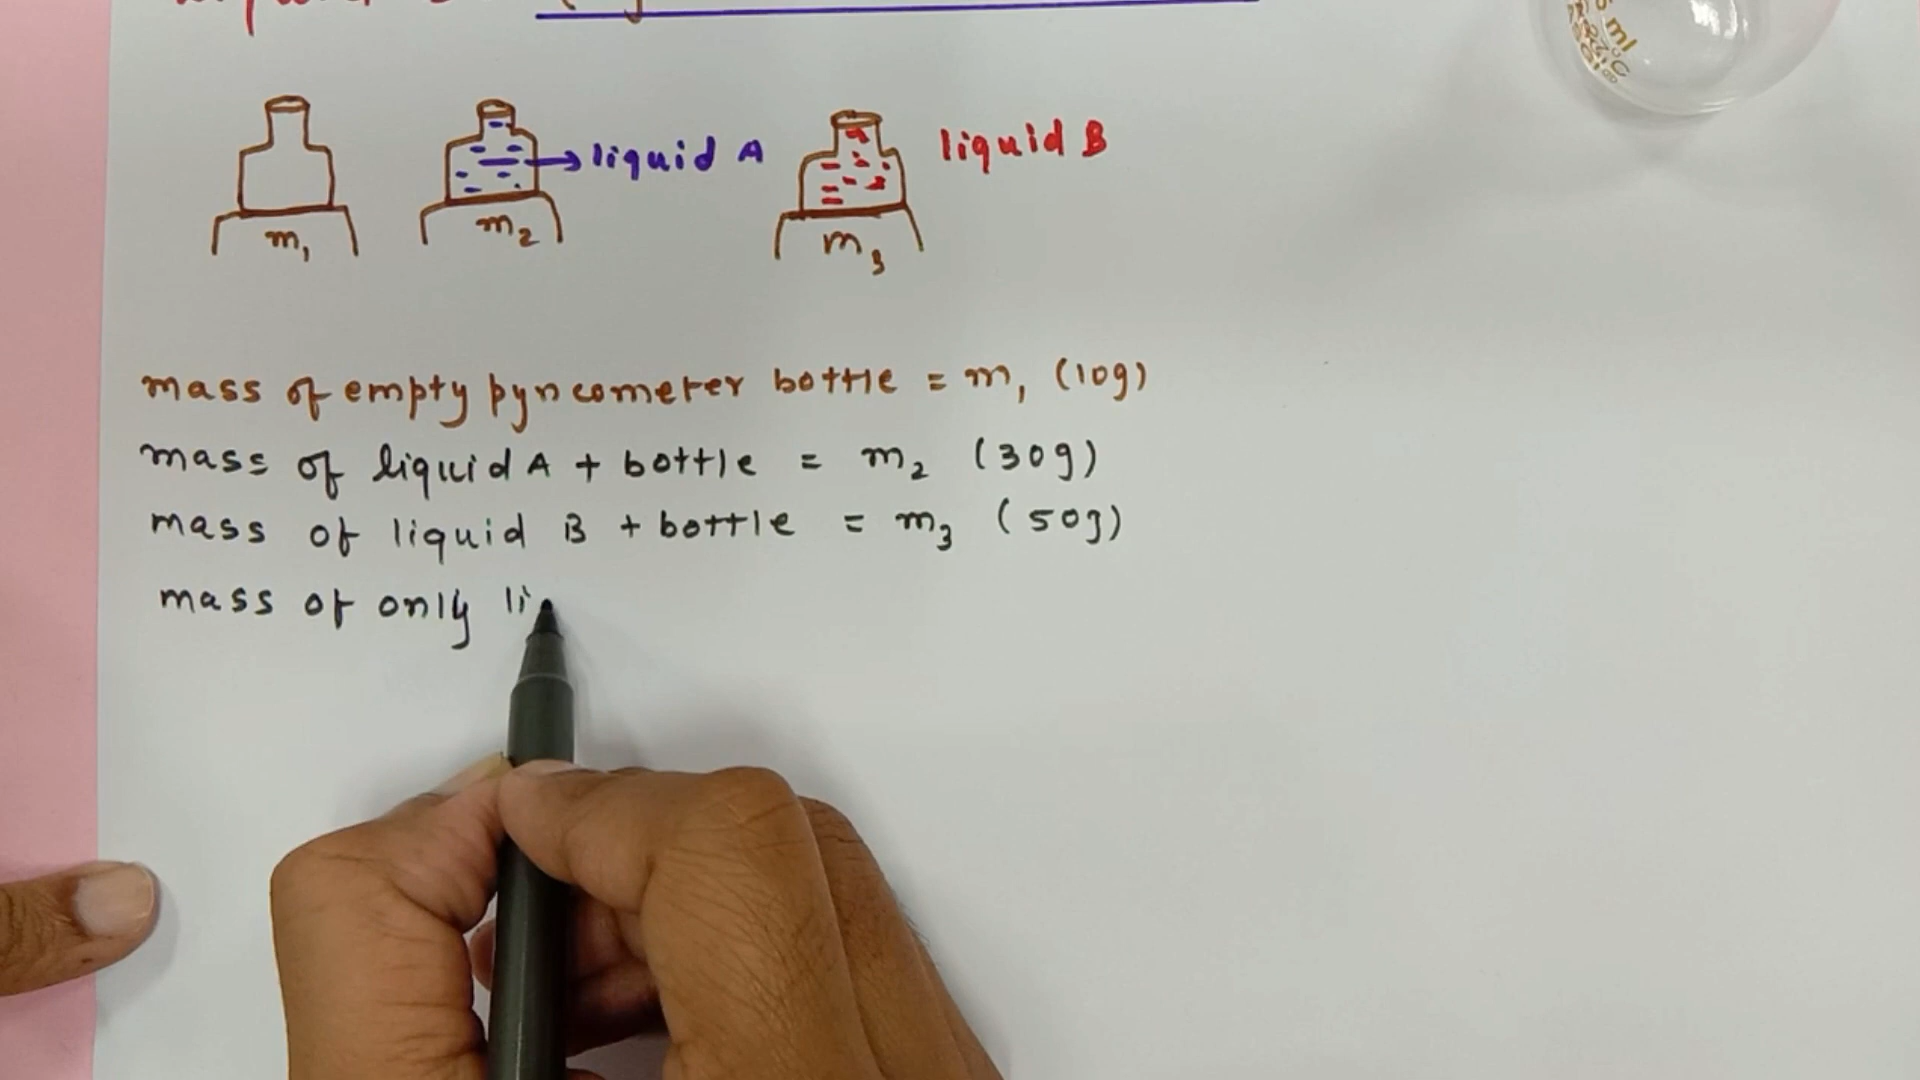 liquid A
liquid B
m1
m2
m3
mass of empty pyncometer bottle = m1 (10g)
mass of liquid A + bottle = m2 (30g)
mass of liquid B + bottle = m3 (50g)
mass of only li
ml